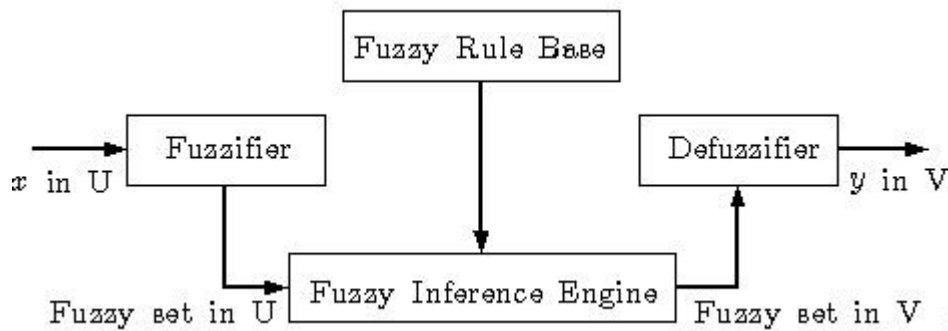 Fuzzy Rule Base
Fuzzifier
Defuzzifier
x in U
y in V
Fuzzy Inference Engine
Fuzzy set in U
Fuzzy set in V